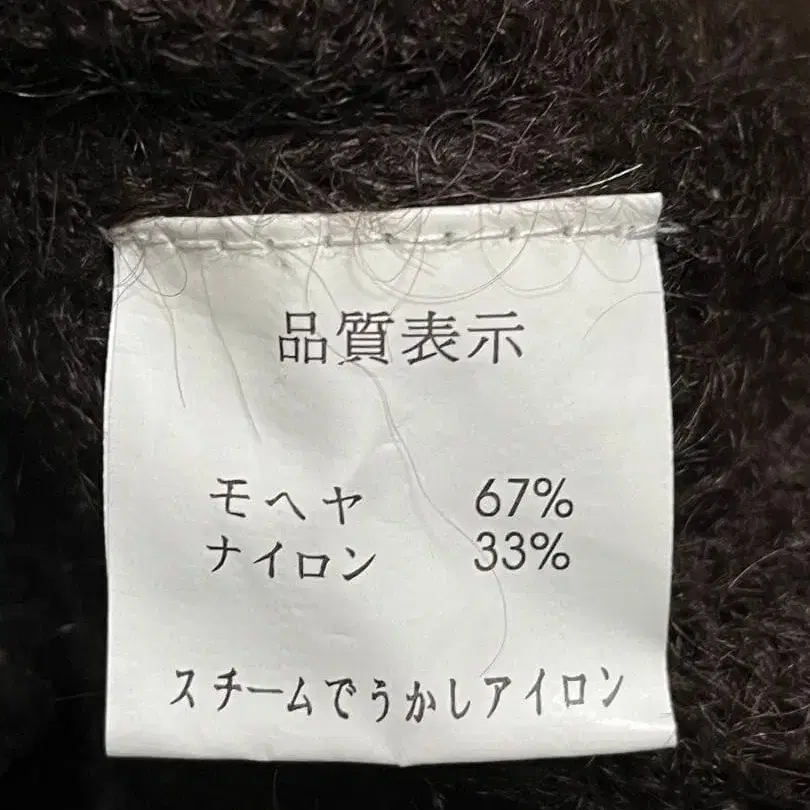 品質表示
モヘヤ 67%
ナイロン 33%
スチームでうかしアイロン